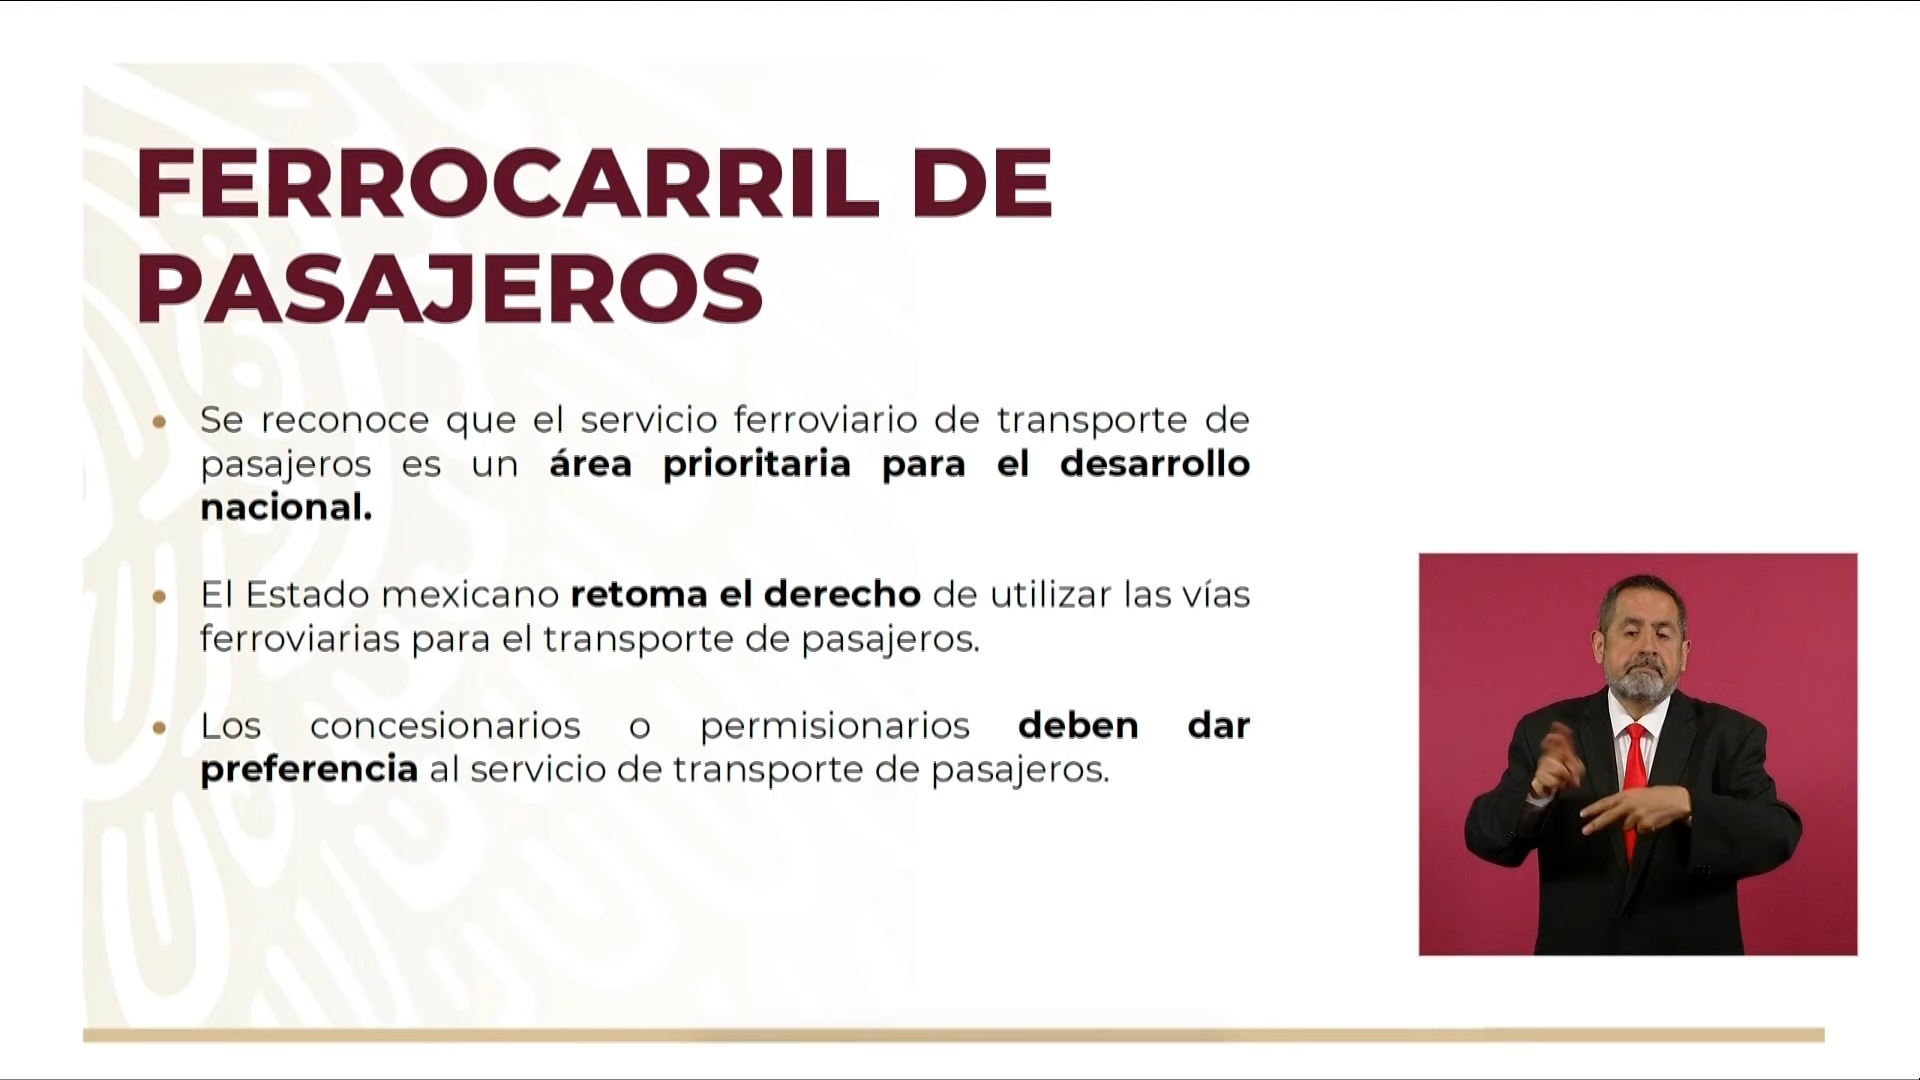 FERROCARRIL DE
PASAJEROS
• Se reconoce que el servicio ferroviario de transporte de
pasajeros es un área prioritaria para el desarrollo
nacional.
• El Estado mexicano retoma el derecho de utilizar las vías
ferroviarias para el transporte de pasajeros.
• Los concesionarios o permisionarios deben dar
preferencia al servicio de transporte de pasajeros.